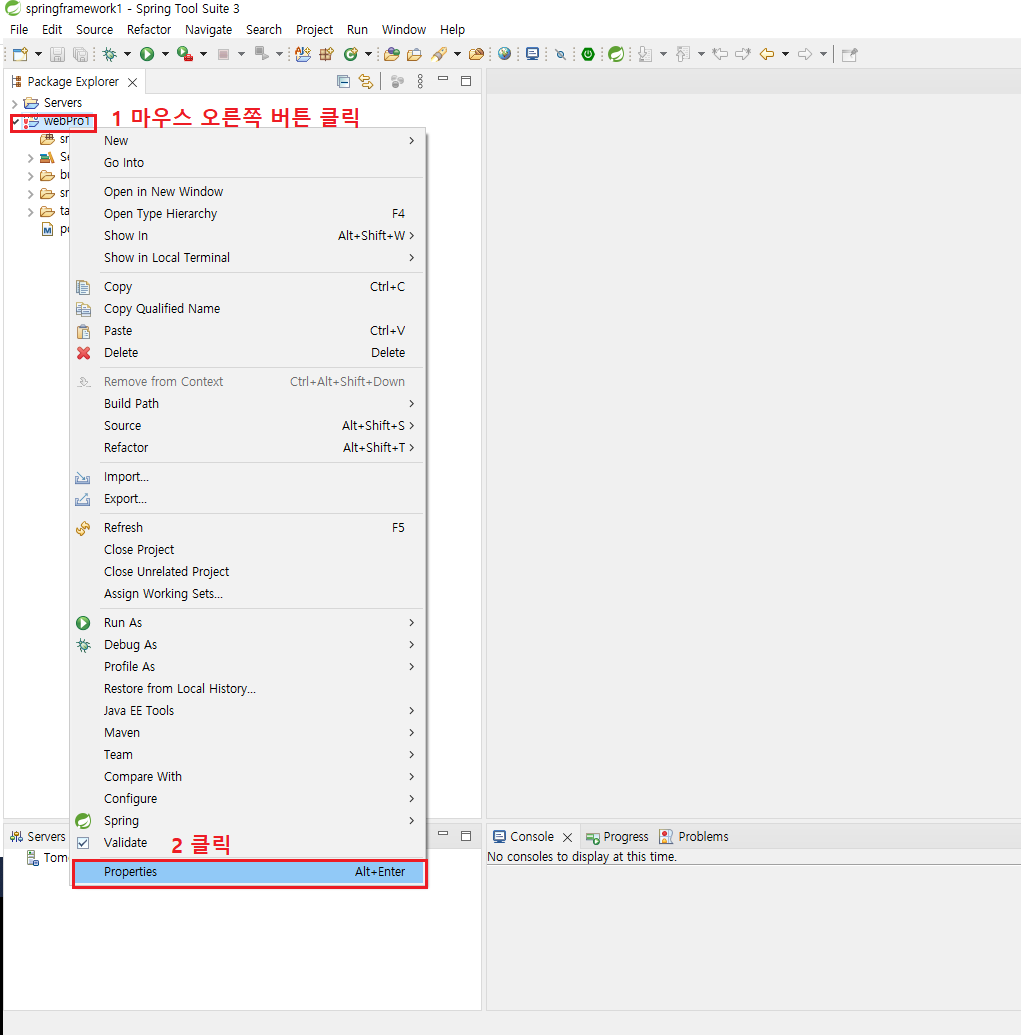 springframework1 - Spring Tool Suite 3
File Edit Source Refactor Navigate Search Project Run Window Help
Package Explorer
Servers
webPro1
1 마우스 오른쪽 버튼 클릭
New
Go Into
Open in New Window
Open Type Hierarchy F4
Show In Alt+Shift+W
Show in Local Terminal
Copy Ctrl+C
Copy Qualified Name
Paste Ctrl+V
Delete Delete
Remove from Context Ctrl+Alt+Shift+Down
Build Path
Source Alt+Shift+S
Refactor Alt+Shift+T
Import...
Export...
Refresh F5
Close Project
Close Unrelated Project
Assign Working Sets...
Run As
Debug As
Profile As
Restore from Local History...
Java EE Tools
Maven
Team
Compare With
Configure
Spring
Validate
2 클릭
Properties Alt+Enter
Servers
Tom
Console Progress Problems
No consoles to display at this time.